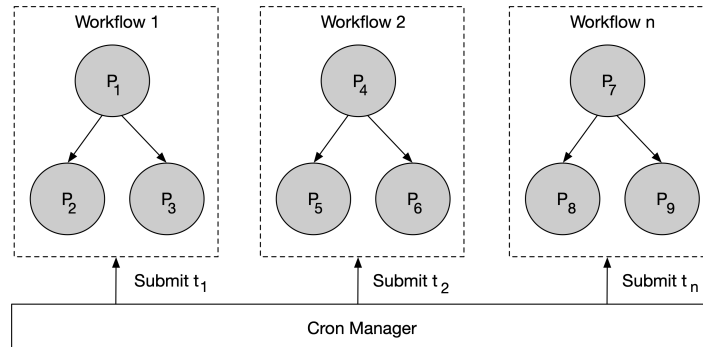 Workflow 1
Workflow 2
Workflow n
P1
P4
P7
P2
P3
P5
P6
P8
P9
Submit t1
Submit t2
Submit tn
Cron Manager